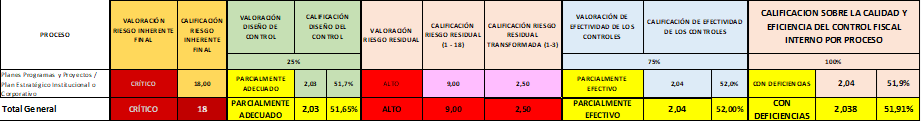 PROCESO
VALORACIÓN RIESGO INHERENTE FINAL
CALIFICACIÓN RIESGO INHERENTE FINAL
VALORACIÓN DISEÑO DE CONTROL
CALIFICACIÓN DISEÑO DEL CONTROL
25%
VALORACIÓN RIESGO RESIDUAL
CALIFICACIÓN RIESGO RESIDUAL (1 - 18)
CALIFICACIÓN RIESGO RESIDUAL TRANSFORMADA (1-3)
VALORACIÓN DE EFECTIVIDAD DE LOS CONTROLES
CALIFICACIÓN DE EFECTIVIDAD DE LOS CONTROLES
75%
CALIFICACION SOBRE LA CALIDAD Y EFICIENCIA DEL CONTROL FISCAL INTERNO POR PROCESO
100%
Planes Programas y Proyectos / Plan Estratégico Institucional o Corporativo
CRÍTICO
18,00
PARCIALMENTE ADECUADO
2,03
51,7%
ALTO
9,00
2,50
PARCIALMENTE EFECTIVO
2,04
52,0%
CON DEFICIENCIAS
2,04
51,9%
Total General
CRÍTICO
18
PARCIALMENTE ADECUADO
2,03
51,65%
ALTO
9,00
2,50
PARCIALMENTE EFECTIVO
2,04
52,00%
CON DEFICIENCIAS
2,038
51,91%